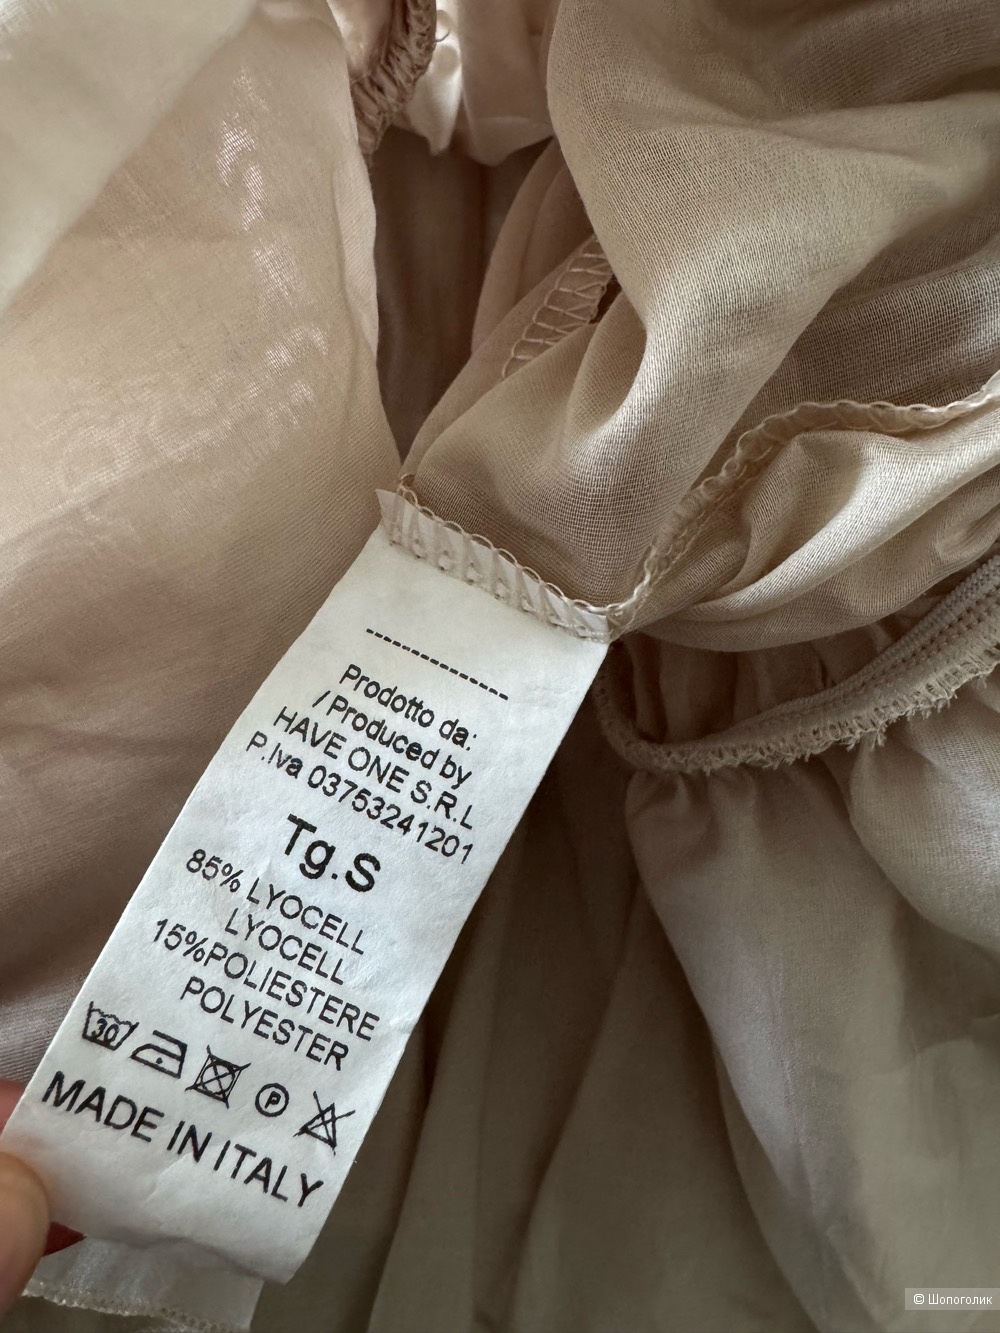 Prodotto da:
/ Produced by
HAVE ONE S.R.L
P.Iva 03753241201
Tg.S
85% LYOCELL
LYOCELL
15%POLIESTERE
POLYESTER
30
P
MADE IN ITALY
© Шопоголик